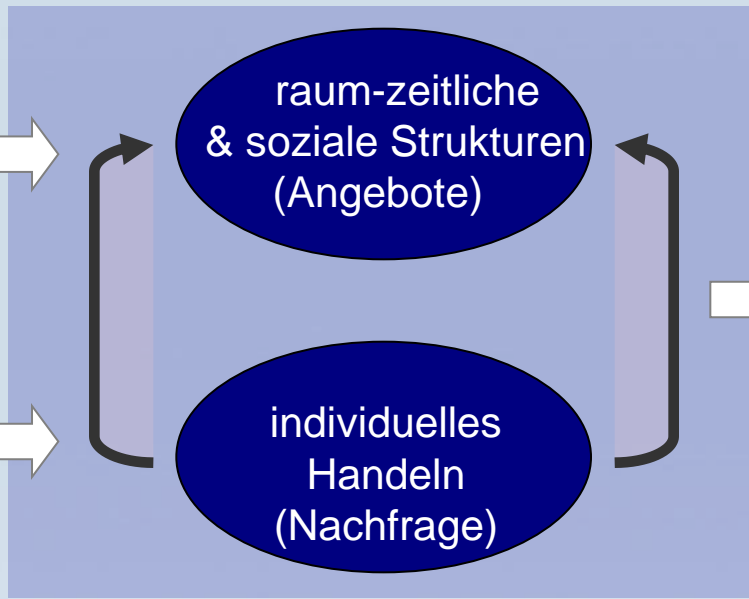 raum-zeitliche
& soziale Strukturen
(Angebote)
individuelles
Handeln
(Nachfrage)